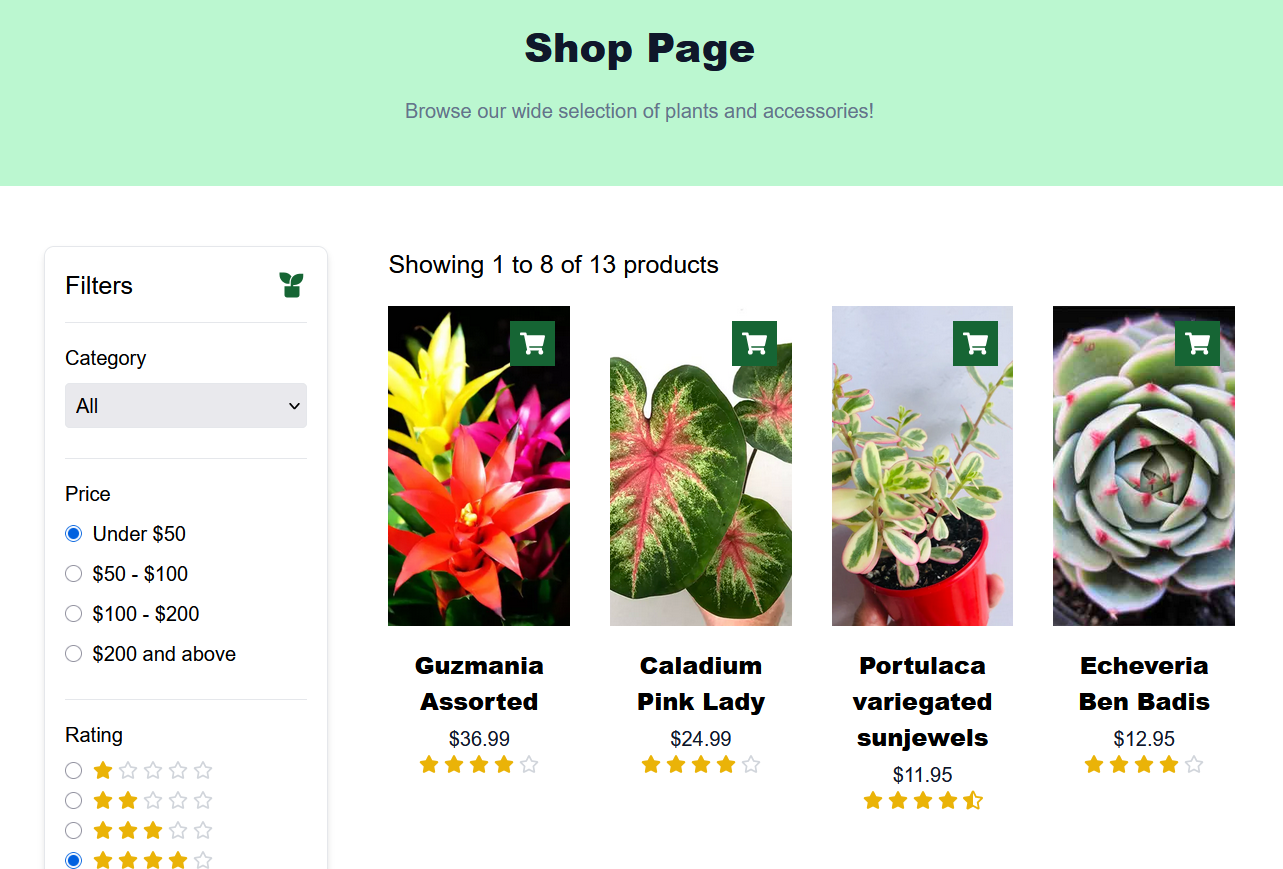 Shop Page
Browse our wide selection of plants and accessories!
Filters
Category
All
Price
Under $50
$50 - $100
$100 - $200
$200 and above
Rating
Showing 1 to 8 of 13 products
Guzmania
Assorted
$36.99
Caladium
Pink Lady
$24.99
Portulaca
variegated
sunjewels
$11.95
Echeveria
Ben Badis
$12.95